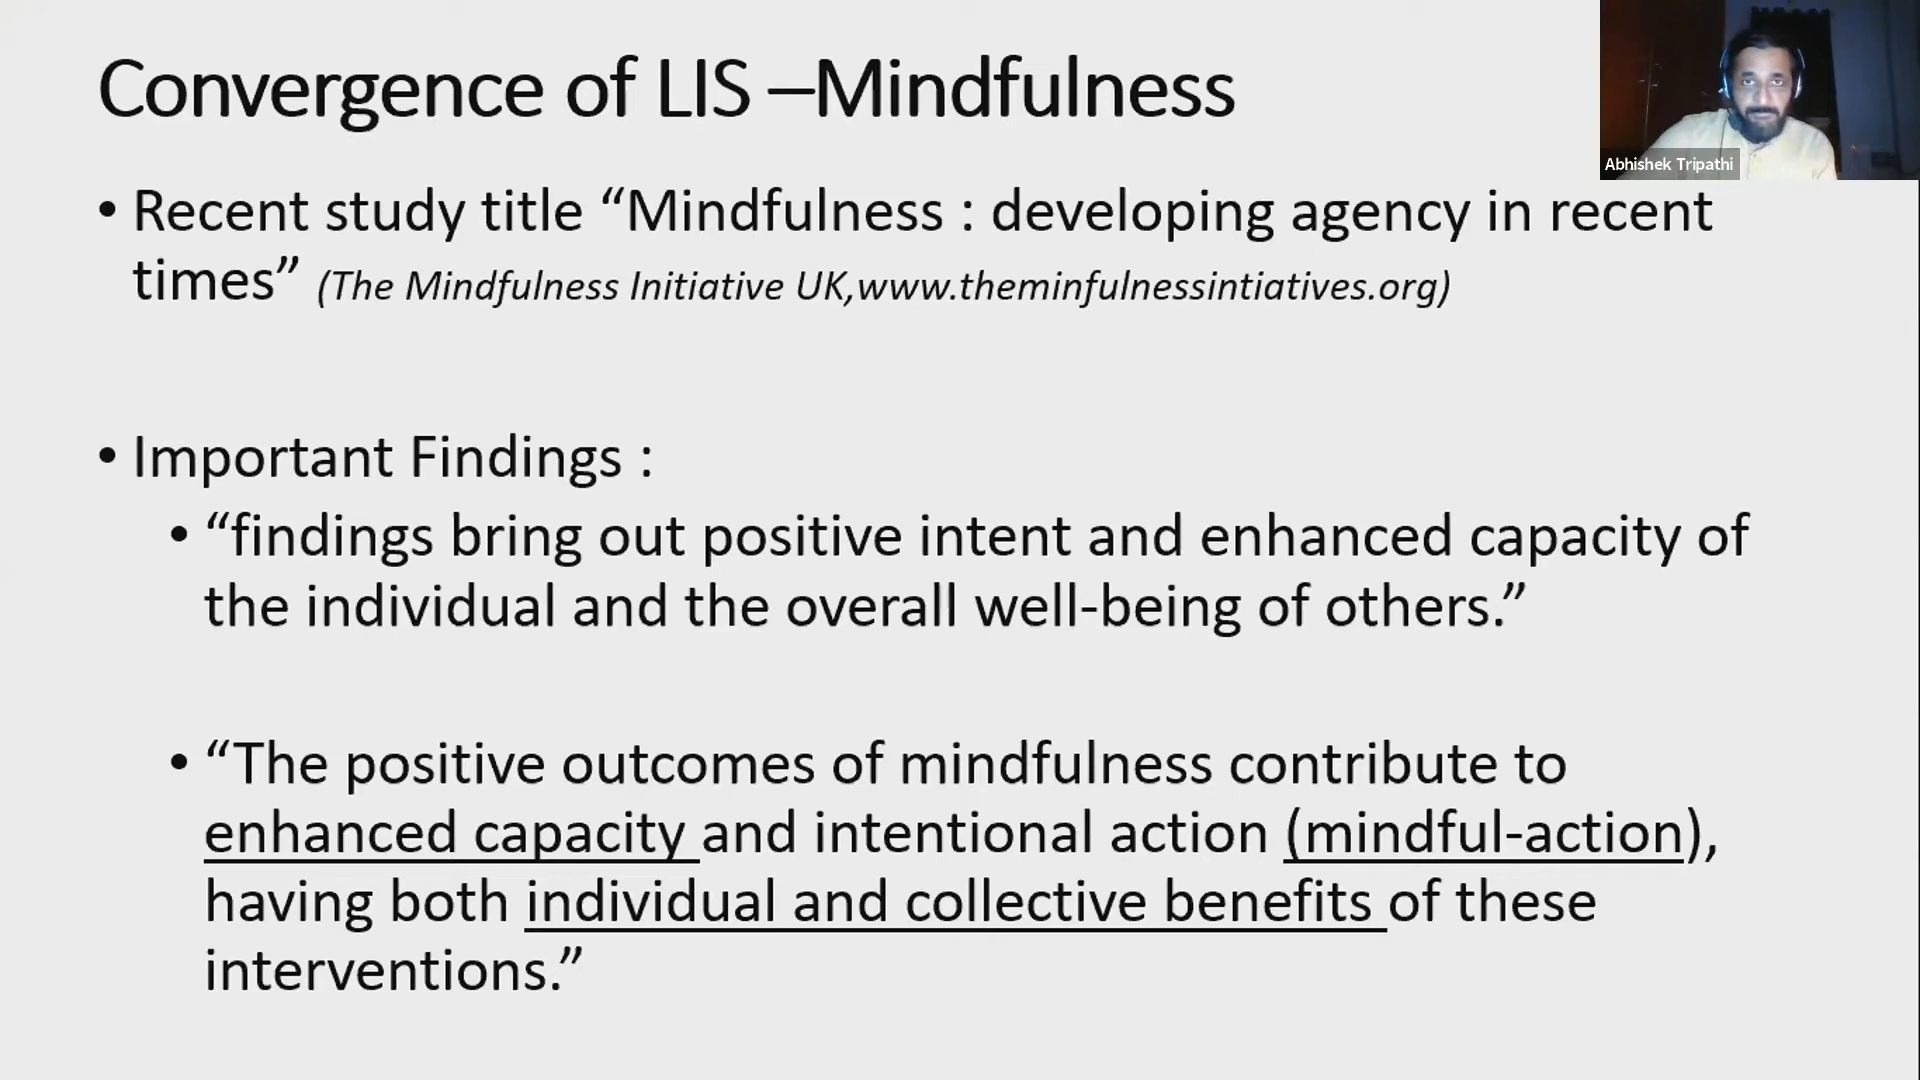 Convergence of LIS –Mindfulness
Abhishek Tripathi
• Recent study title “Mindfulness : developing agency in recent
times” (The Mindfulness Initiative UK,www.theminfulnessintiatives.org)
• Important Findings :
• “findings bring out positive intent and enhanced capacity of
the individual and the overall well-being of others.”
• “The positive outcomes of mindfulness contribute to
enhanced capacity and intentional action (mindful-action),
having both individual and collective benefits of these
interventions.”